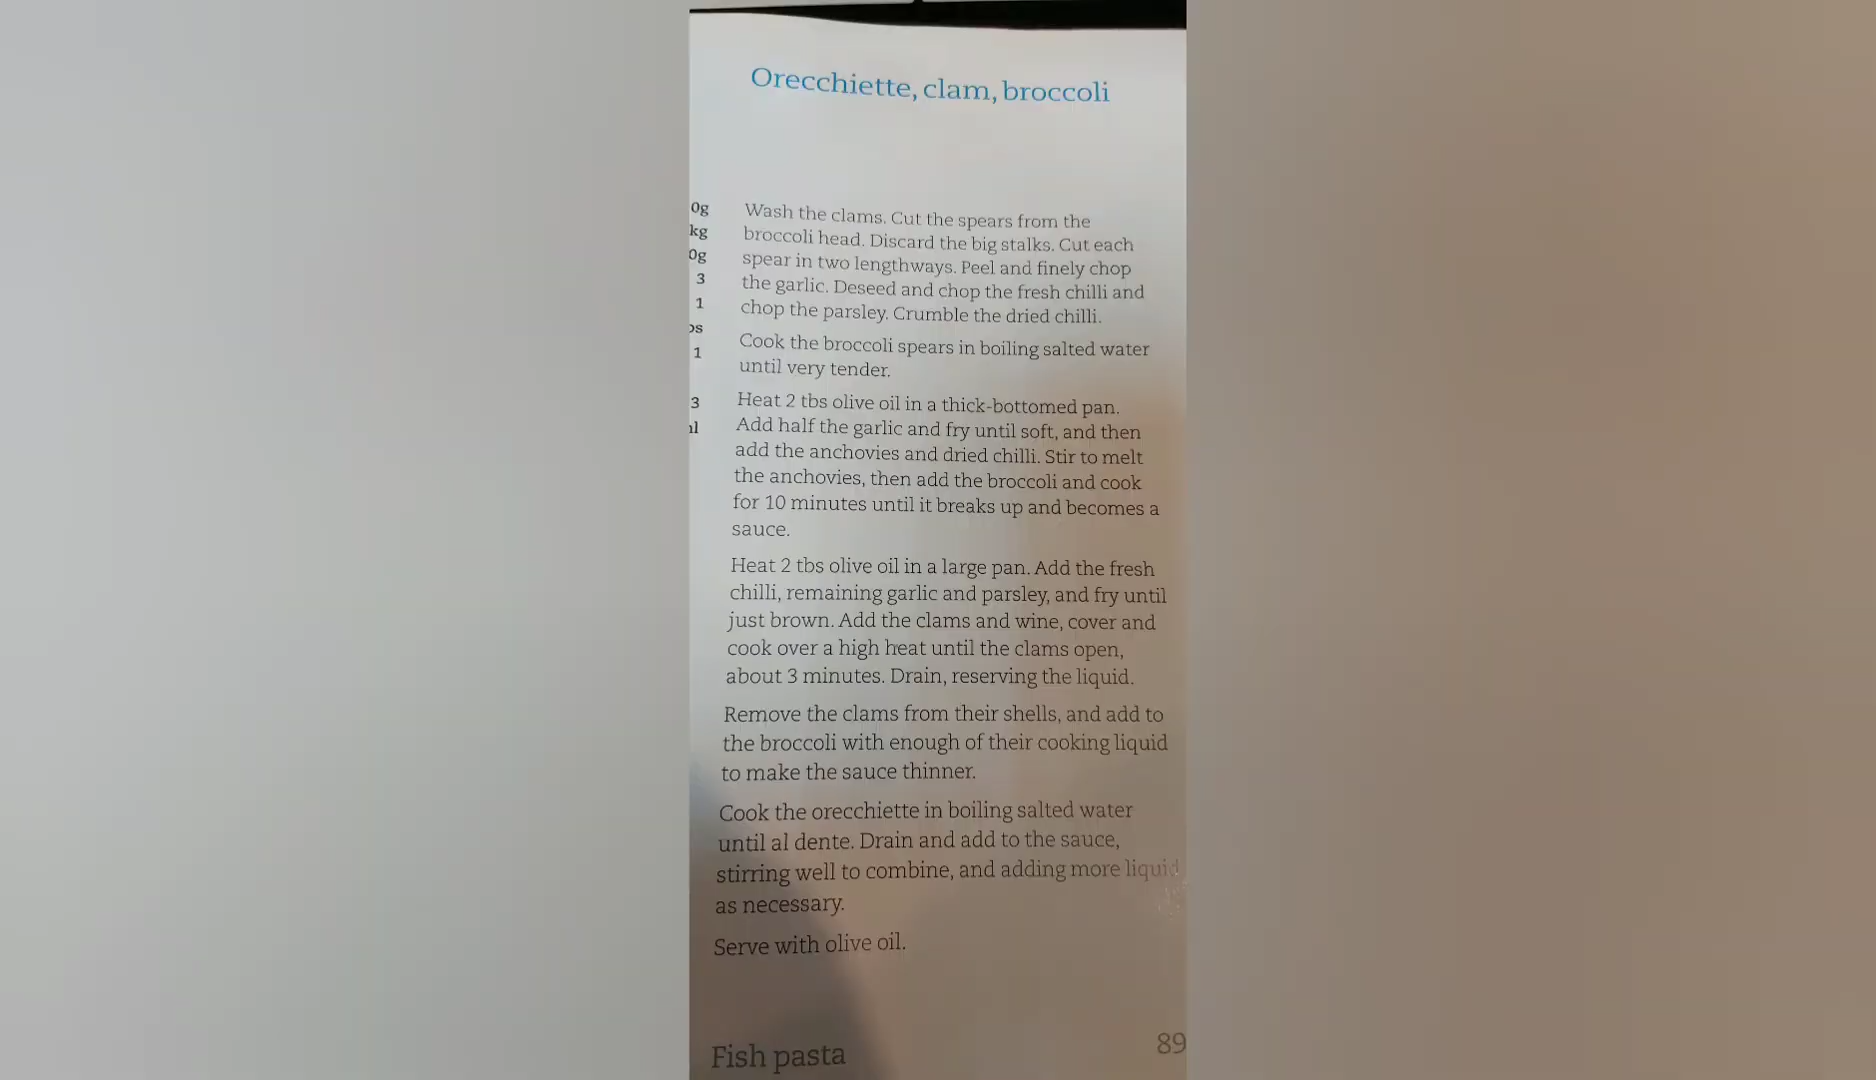 Orecchiette, clam, broccoli
0g
kg
0g
3
1
1
3
Wash the clams. Cut the spears from the
broccoli head. Discard the big stalks. Cut each
spear in two lengthways. Peel and finely chop
the garlic. Deseed and chop the fresh chilli and
chop the parsley. Crumble the dried chilli.
Cook the broccoli spears in boiling salted water
until very tender.
Heat 2 tbs olive oil in a thick-bottomed pan.
Add half the garlic and fry until soft, and then
add the anchovies and dried chilli. Stir to melt
the anchovies, then add the broccoli and cook
for 10 minutes until it breaks up and becomes a
sauce.
Heat 2 tbs olive oil in a large pan. Add the fresh
chilli, remaining garlic and parsley, and fry until
just brown. Add the clams and wine, cover and
cook over a high heat until the clams open,
about 3 minutes. Drain, reserving the liquid.
Remove the clams from their shells, and add to
the broccoli with enough of their cooking liquid
to make the sauce thinner.
Cook the orecchiette in boiling salted water
until al dente. Drain and add to the sauce,
stirring well to combine, and adding more liquid
as necessary.
Serve with olive oil.
Fish pasta
89